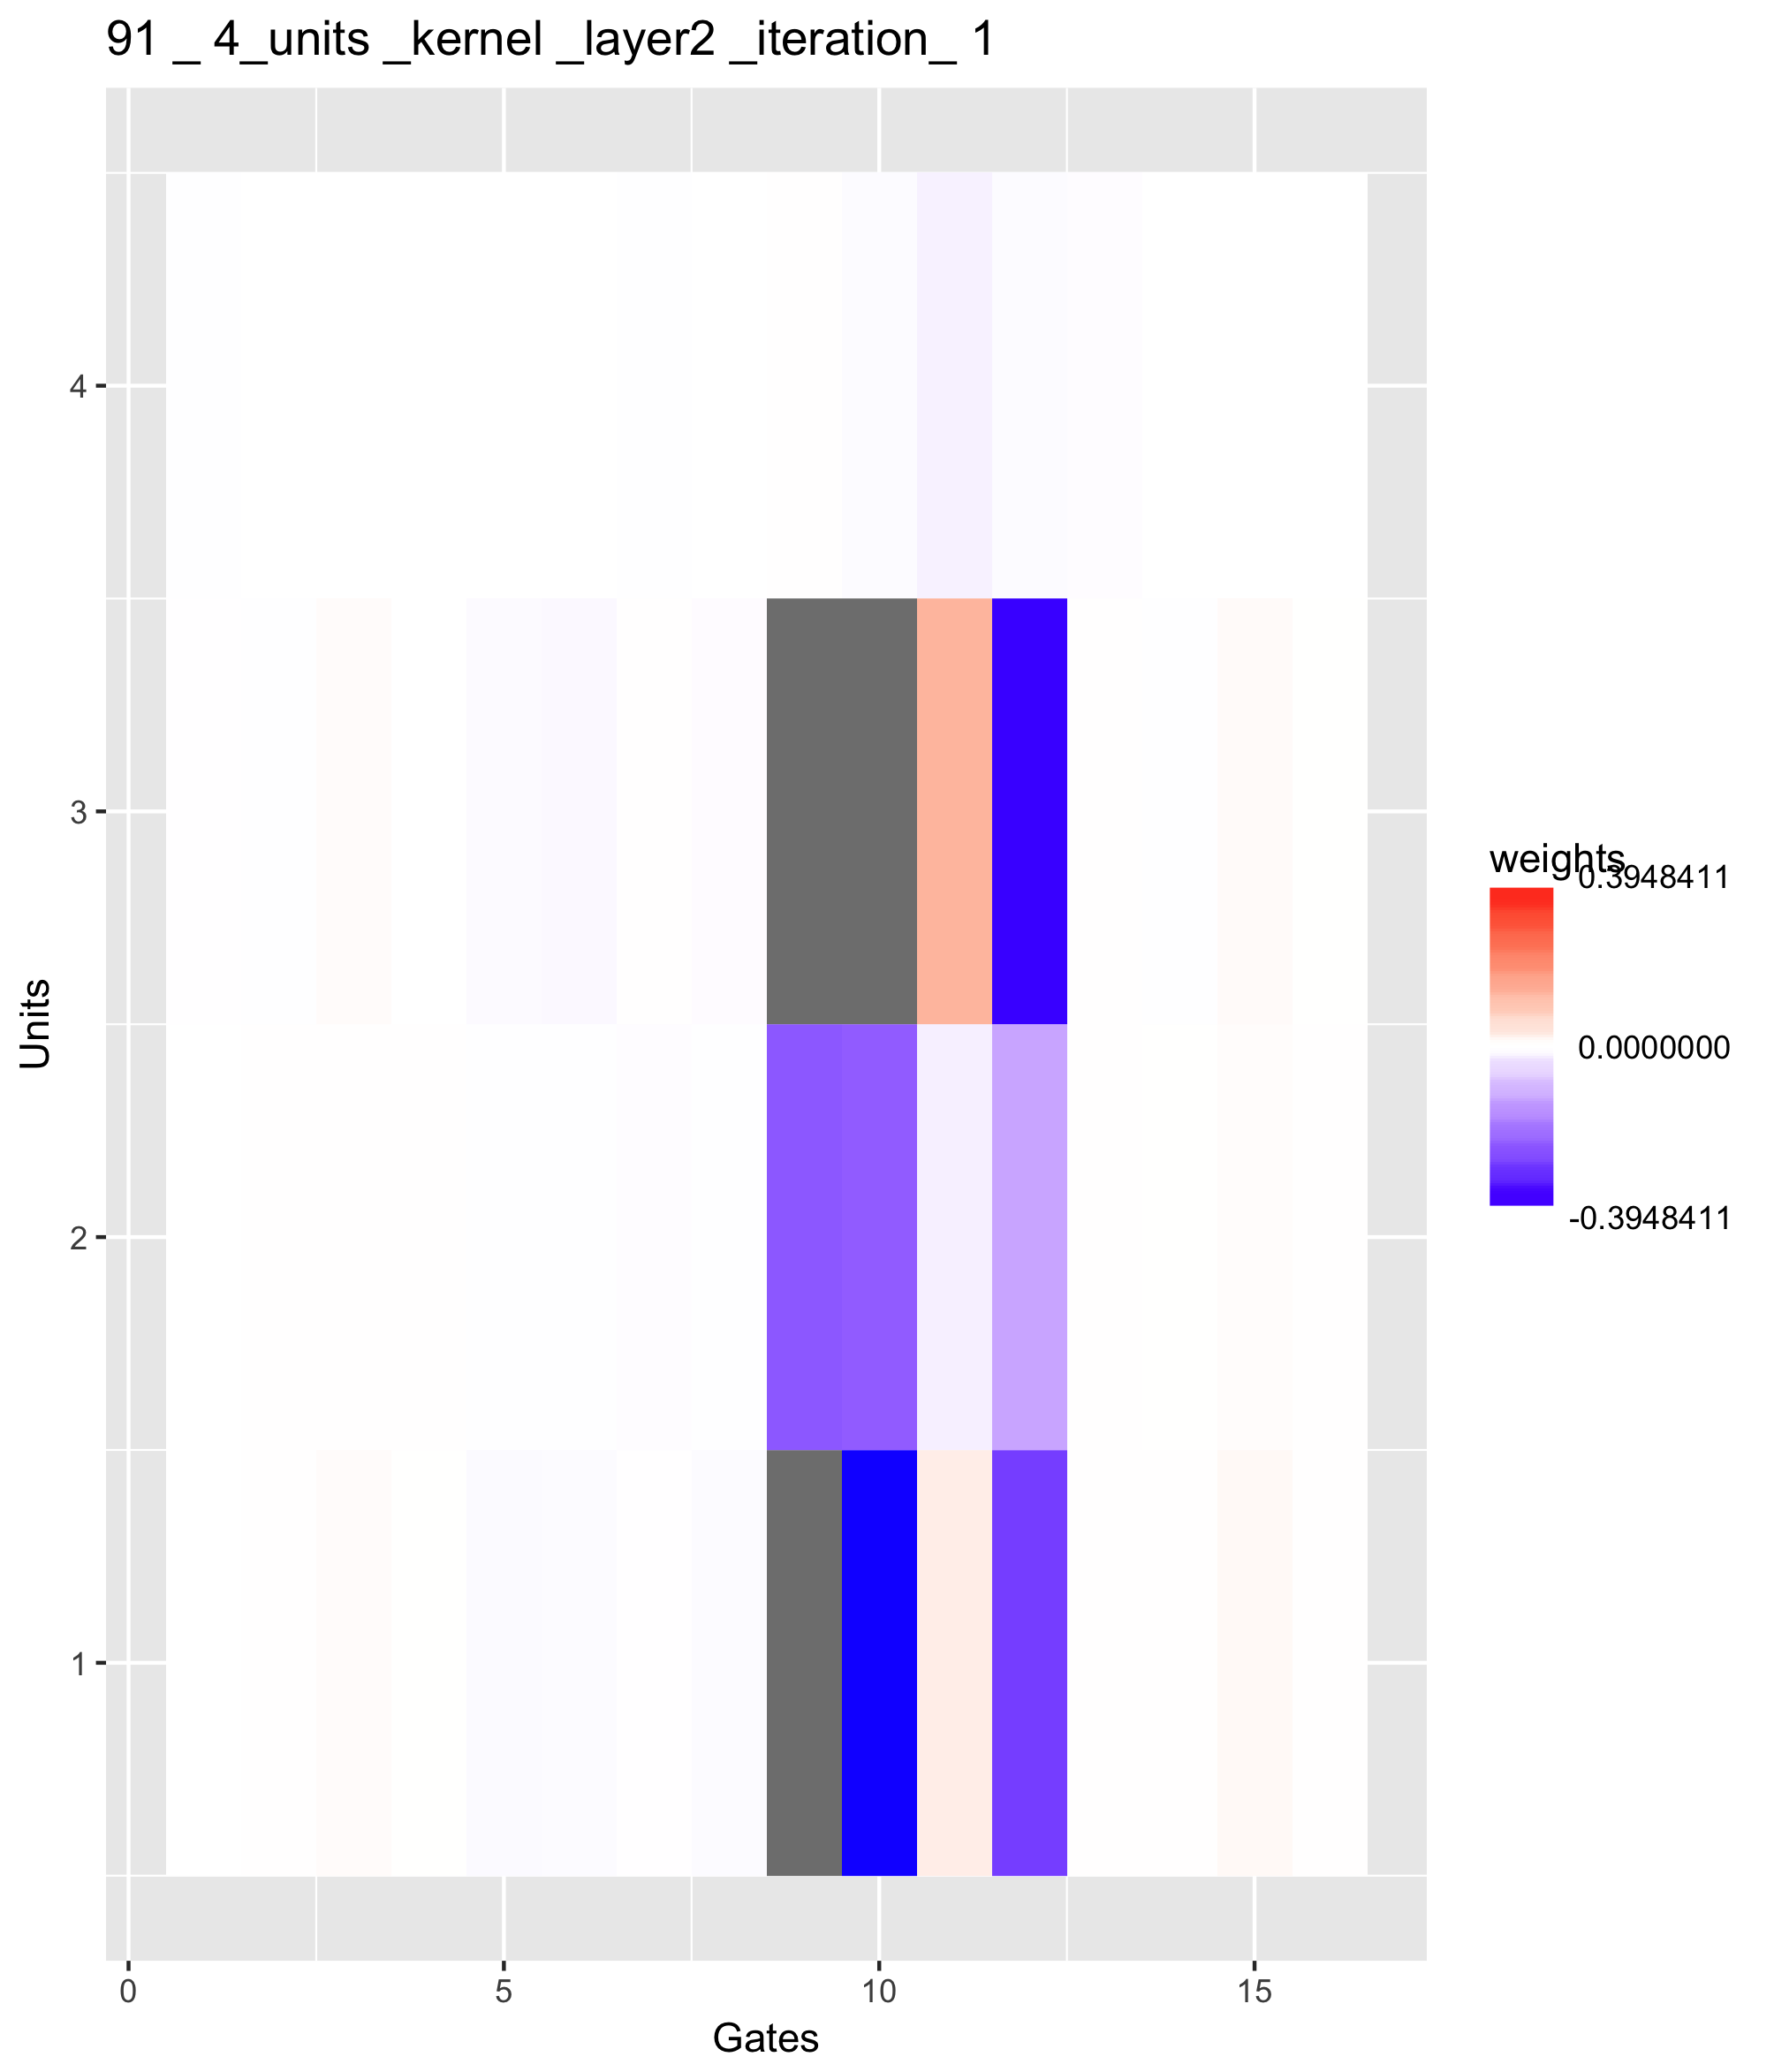 91 _ 4_units _kernel _layer2 _iteration_ 1
4
3
2
1
Units
0 5 10 15
Gates
weights
0.3948411
0.0000000
-0.3948411